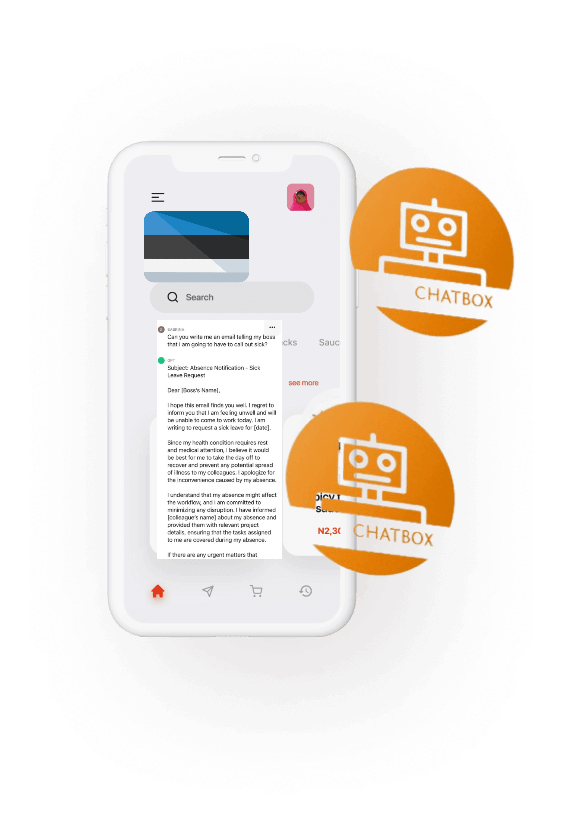 Search
SABRINA
Can you write me an email telling my boss
that I am going to have to call out sick?
GPT
Subject: Absence Notification - Sick
Leave Request
Dear [Boss's Name],
I hope this email finds you well. I regret to
inform you that I am feeling unwell and will
be unable to come to work today. I am
writing to request a sick leave for [date].
Since my health condition requires rest
and medical attention, I believe it would
be best for me to take the day off to
recover and prevent any potential spread
of illness to my colleagues. I apologize for
the inconvenience caused by my absence.
I understand that my absence might affect
the workflow, and I am committed to
minimizing any disruption. I have informed
[colleague's name] about my absence and
provided them with relevant project
details, ensuring that the tasks assigned
to me are covered during my absence.
If there are any urgent matters that
cks Sauc
see more
picy f
N2,30
CHATBOX
CHATBOX